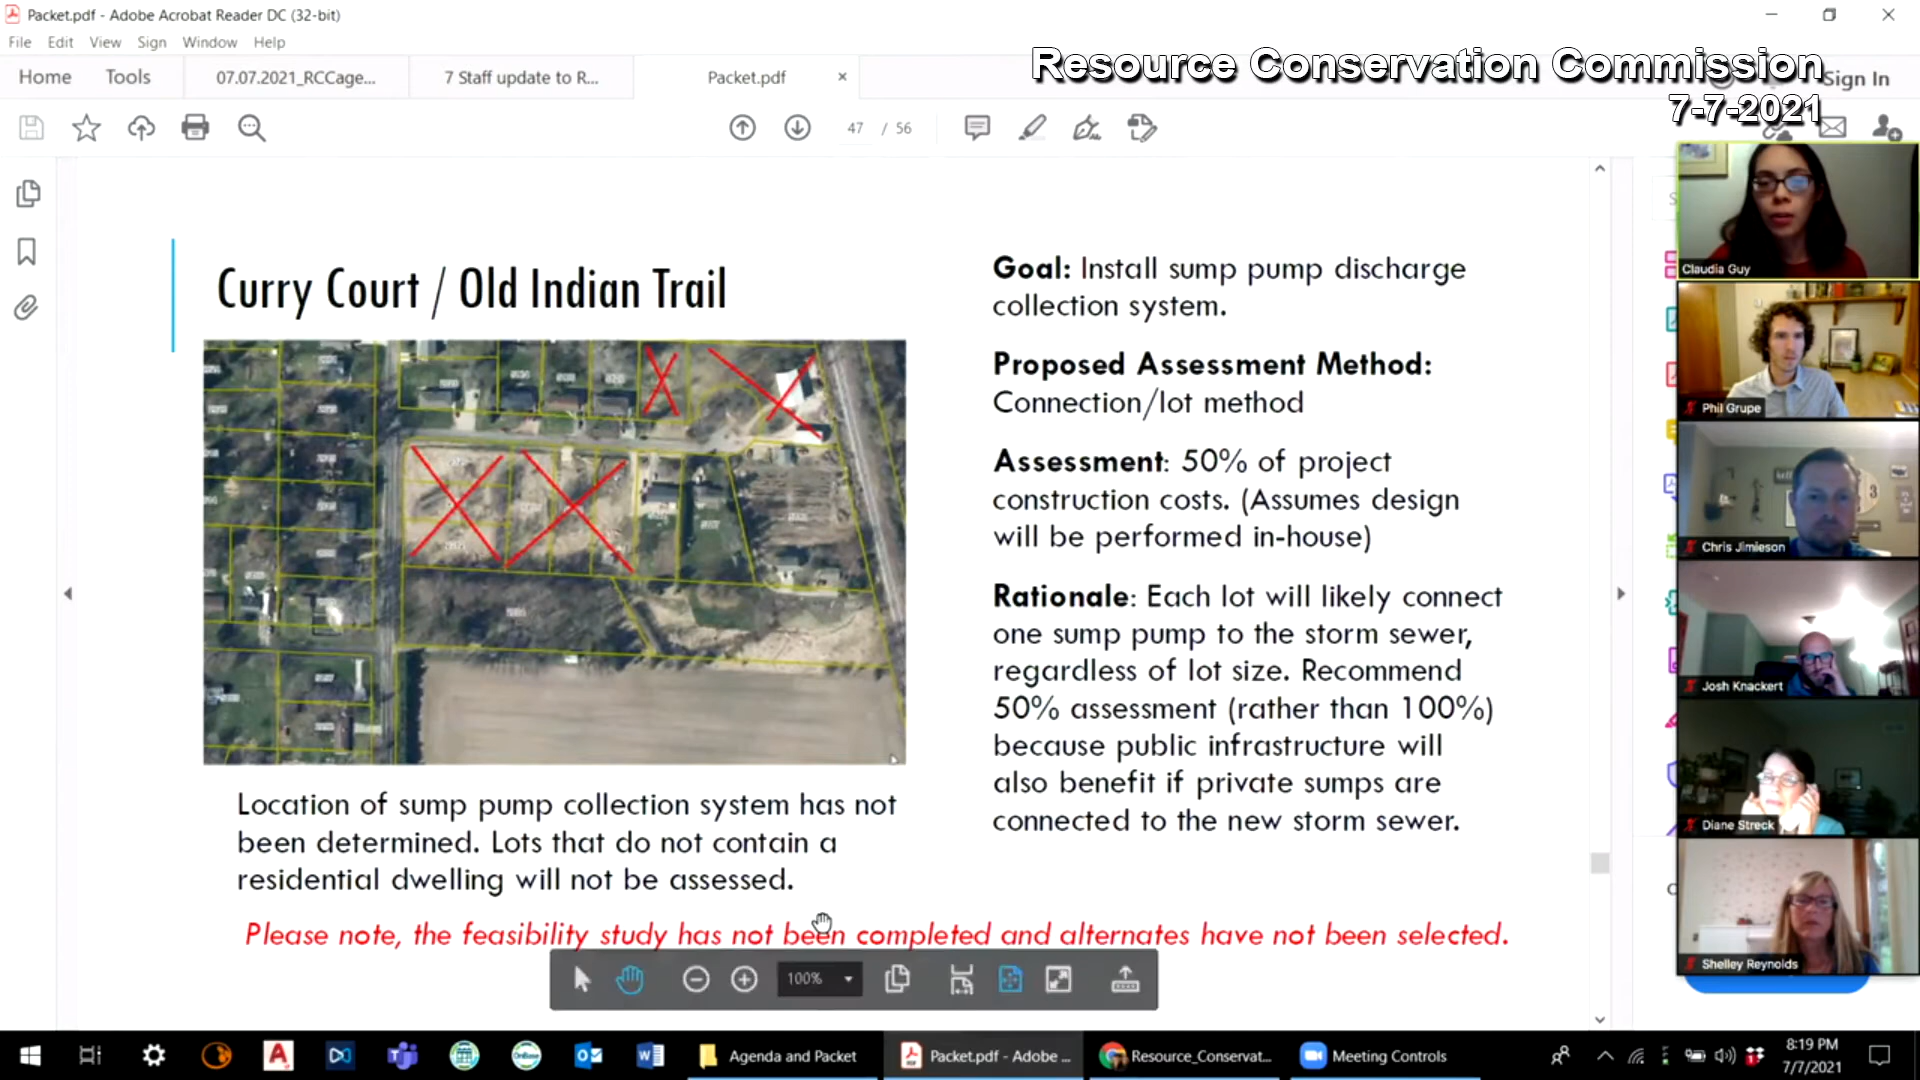 Packet.pdf - Adobe Acrobat Reader DC (32-bit)
File Edit View Sign Window Help
Resource Conservation Commission
7-7-2021
Home Tools 07.07.2021_RCCage... 7 Staff update to R... Packet.pdf × Sign In
47 / 56
Curry Court / Old Indian Trail
Location of sump pump collection system has not
been determined. Lots that do not contain a
residential dwelling will not be assessed.
Goal: Install sump pump discharge
collection system.
Proposed Assessment Method:
Connection/lot method
Assessment: 50% of project
construction costs. (Assumes design
will be performed in-house)
Rationale: Each lot will likely connect
one sump pump to the storm sewer,
regardless of lot size. Recommend
50% assessment (rather than 100%)
because public infrastructure will
also benefit if private sumps are
connected to the new storm sewer.
Please note, the feasibility study has not been completed and alternates have not been selected.
100%
Claudia Guy
Phil Grupe
Chris Jimieson
Josh Knackert
Diane Streck
Shelley Reynolds
Agenda and Packet
Packet.pdf - Adobe ...
Resource_Conservat...
Meeting Controls
8:19 PM
7/7/2021